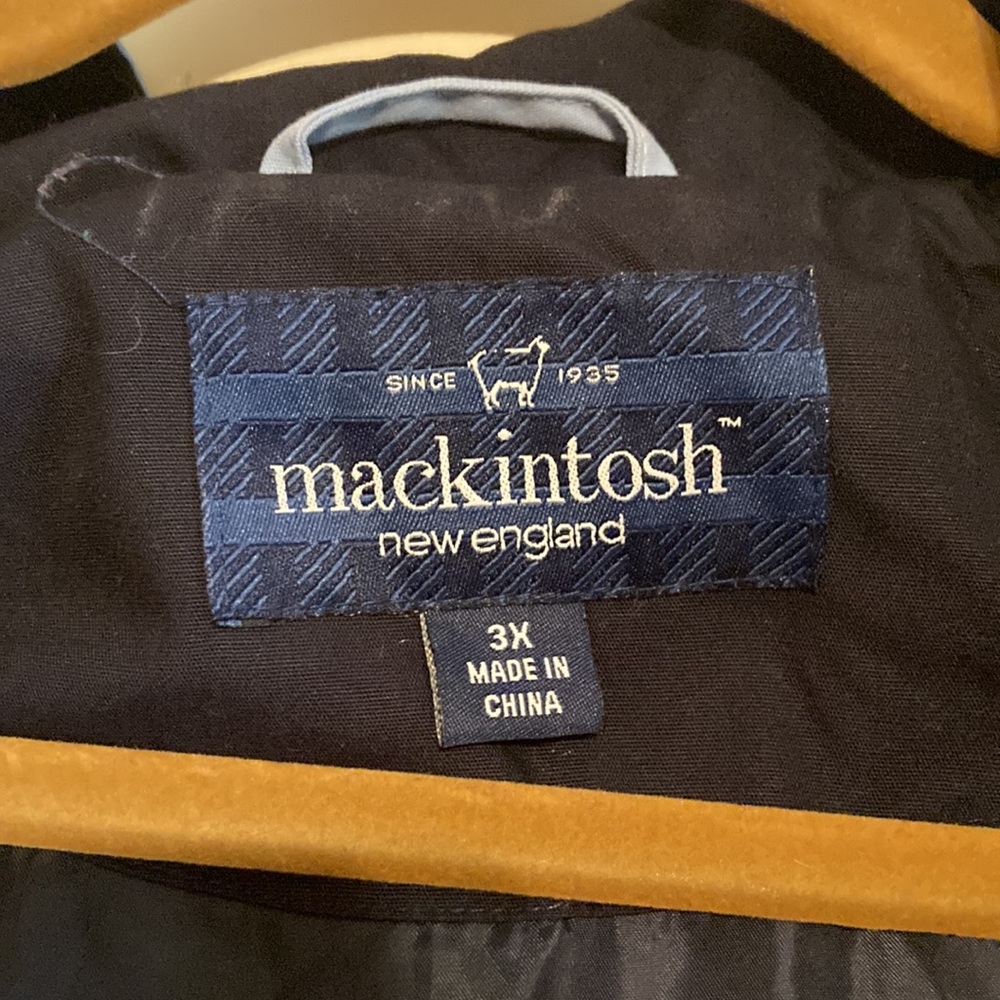 SINCE 1935
mackintosh™
new england
3X
MADE IN
CHINA